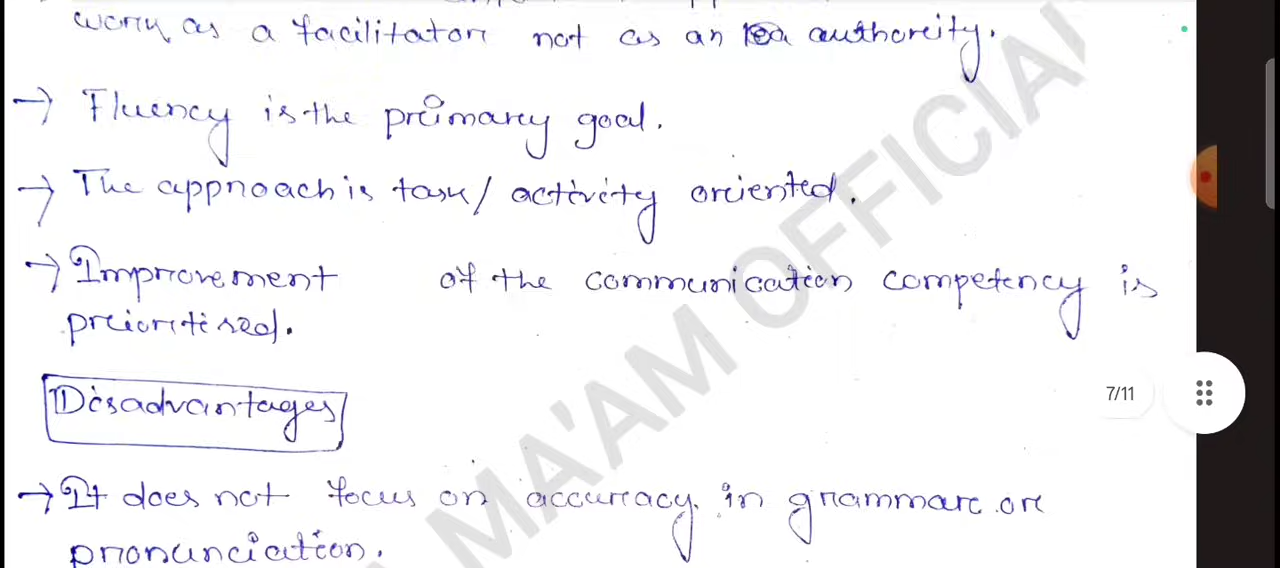 work as a facilitator not as an authority.
→ Fluency is the primary goal.
→ The approach is task/ activity oriented.
→ Improvement of the communication competency is
prioritised.
Disadvantages
→ It does not focus on accuracy in grammar or
pronunciation.
MA'AM OFFICIAL
7/11